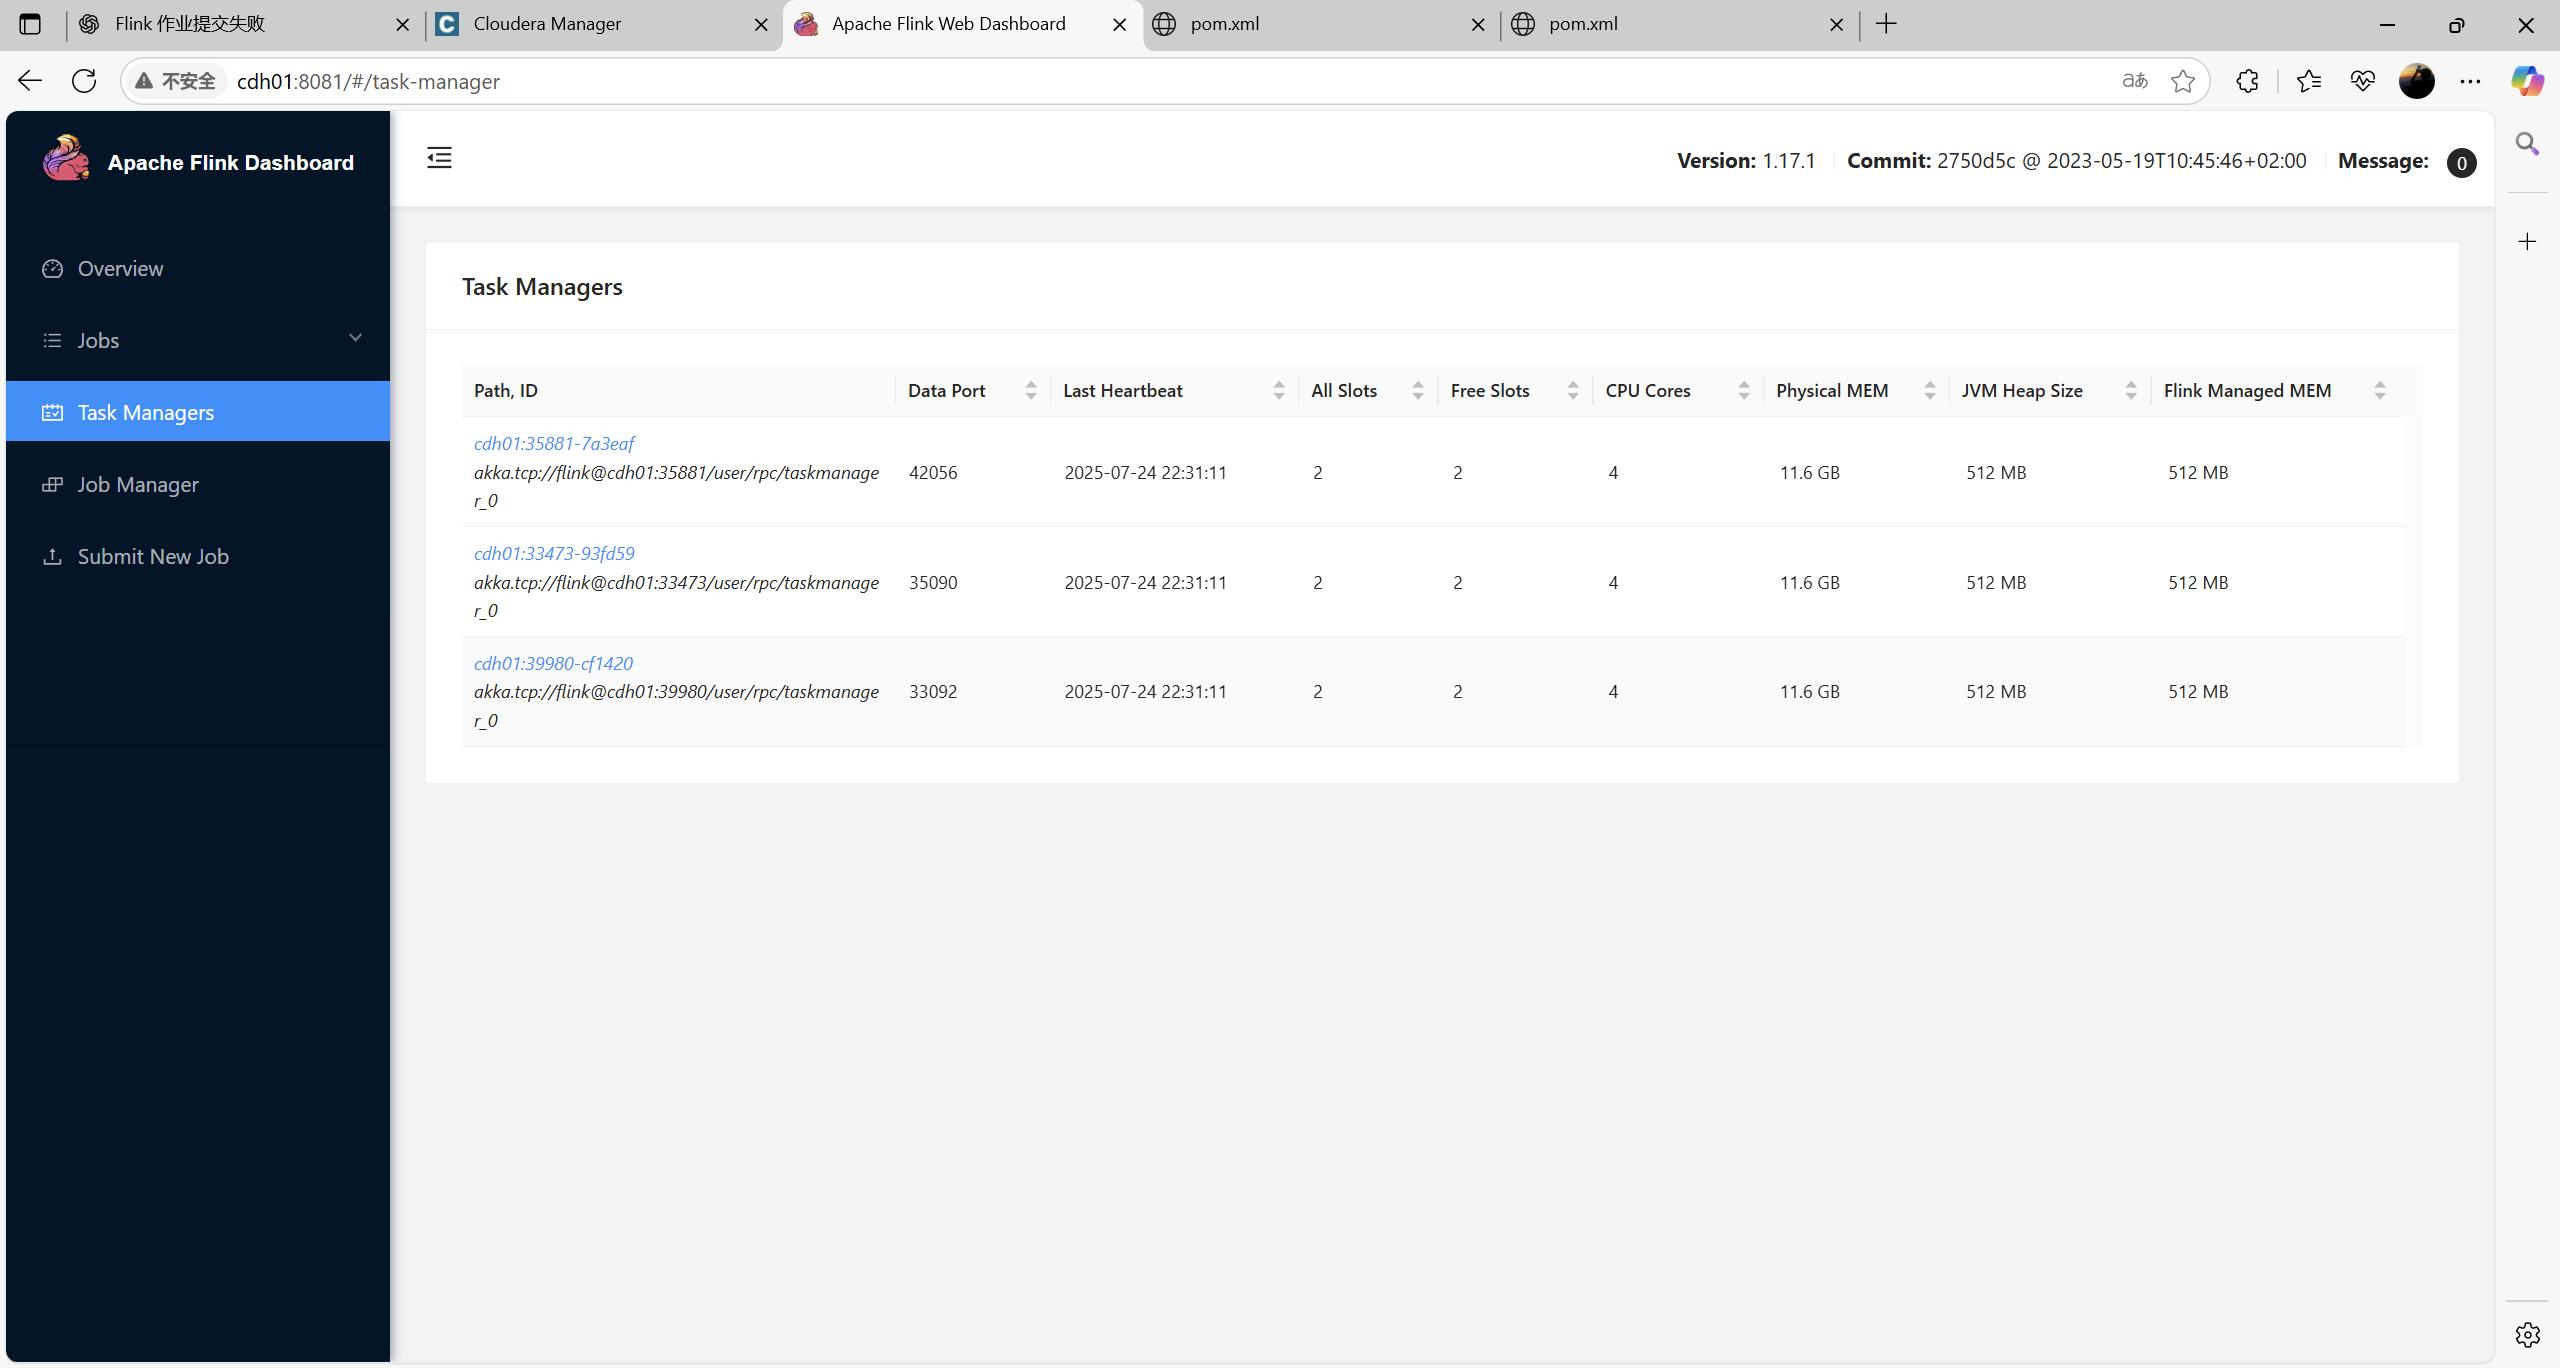 Flink 作业提交失败
Cloudera Manager
Apache Flink Web Dashboard
pom.xml
pom.xml
不安全
cdh01:8081/#/task-manager
aあ
Apache Flink Dashboard
Version: 1.17.1
Commit: 2750d5c @ 2023-05-19T10:45:46+02:00
Message: 0
Overview
Jobs
Task Managers
Job Manager
Submit New Job
Task Managers
Path, ID
Data Port
Last Heartbeat
All Slots
Free Slots
CPU Cores
Physical MEM
JVM Heap Size
Flink Managed MEM
cdh01:35881-7a3eaf
akka.tcp://flink@cdh01:35881/user/rpc/taskmanage
r_0
42056
2025-07-24 22:31:11
2
2
4
11.6 GB
512 MB
512 MB
cdh01:33473-93fd59
akka.tcp://flink@cdh01:33473/user/rpc/taskmanage
r_0
35090
2025-07-24 22:31:11
2
2
4
11.6 GB
512 MB
512 MB
cdh01:39980-cf1420
akka.tcp://flink@cdh01:39980/user/rpc/taskmanage
r_0
33092
2025-07-24 22:31:11
2
2
4
11.6 GB
512 MB
512 MB